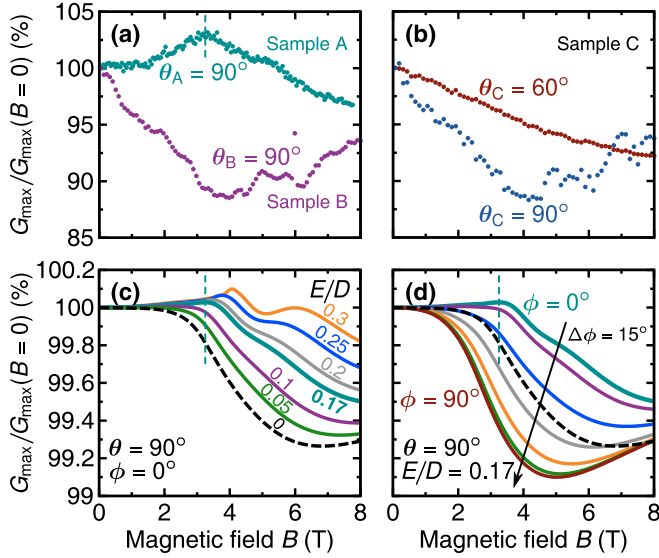 G_max/G_max(B = 0) (%)
105
100
95
90
85
(a)
Sample A
θ_A = 90°
θ_B = 90°
Sample B
(b)
Sample C
θ_C = 60°
θ_C = 90°
G_max/G_max(B = 0) (%)
100.2
100
99.8
99.6
99.4
99.2
99
(c)
E/D
0.3
0.25
0.2
0.17
0.1
0.05
0
θ = 90°
ϕ = 0°
0 2 4 6 8
Magnetic field B (T)
(d)
ϕ = 0°
Δϕ = 15°
ϕ = 90°
θ = 90°
E/D = 0.17
0 2 4 6 8
Magnetic field B (T)